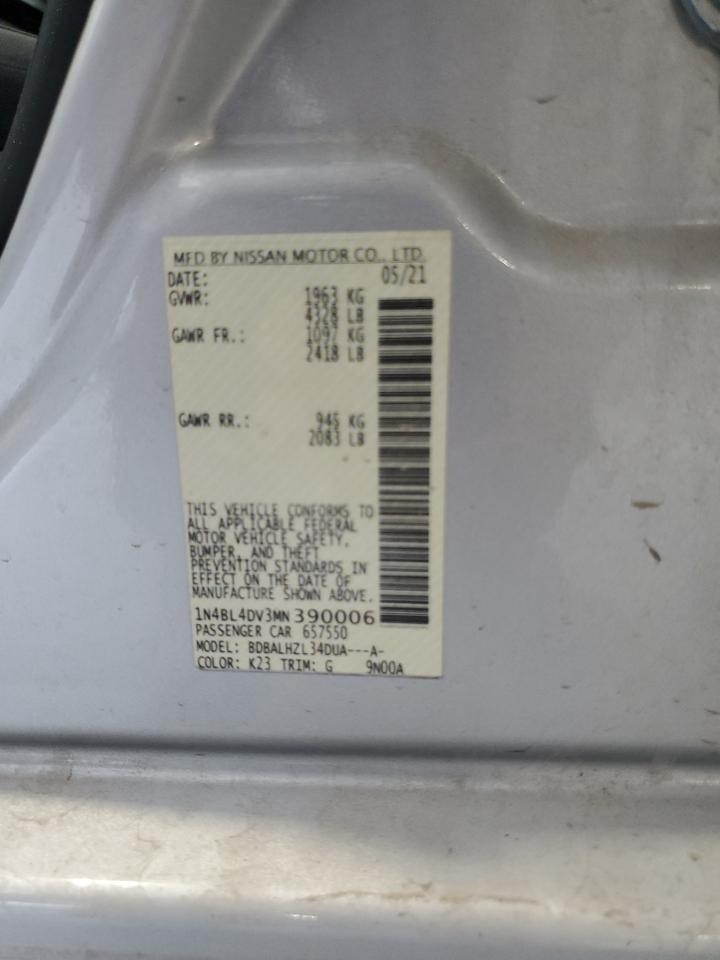 MFD BY NISSAN MOTOR CO., LTD.
DATE: 05/21
GVWR: 1963 KG
4328 LB
GAWR FR.: 1097 KG
2418 LB
GAWR RR.: 945 KG
2083 LB
THIS VEHICLE CONFORMS TO
ALL APPLICABLE FEDERAL
MOTOR VEHICLE SAFETY,
BUMPER, AND THEFT
PREVENTION STANDARDS IN
EFFECT ON THE DATE OF
MANUFACTURE SHOWN ABOVE.
1N4BL4DV3MN390006
PASSENGER CAR 657550
MODEL: BDBALHZL34DUA---A-
COLOR: K23 TRIM: G 9N00A